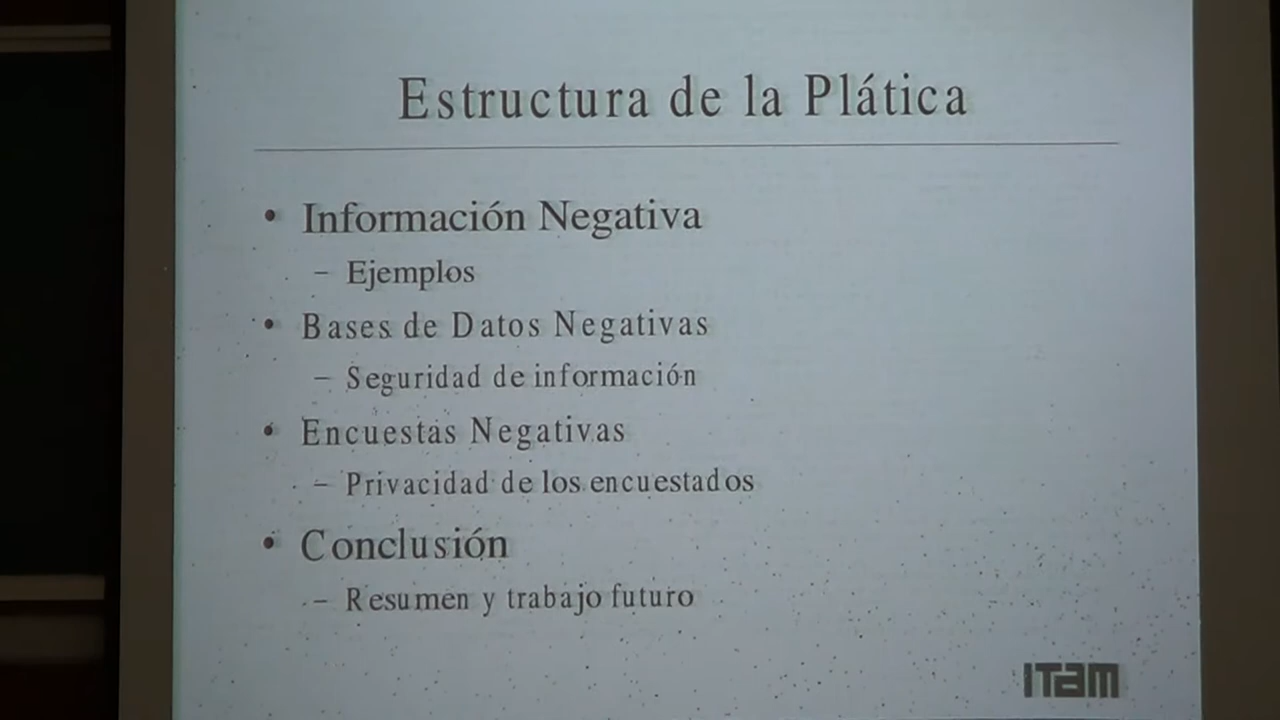 Estructura de la Plática
• Información Negativa
– Ejemplos
• Bases de Datos Negativas
– Seguridad de información
• Encuestas Negativas
– Privacidad de los encuestados
• Conclusión
– Resumen y trabajo futuro
ITAM